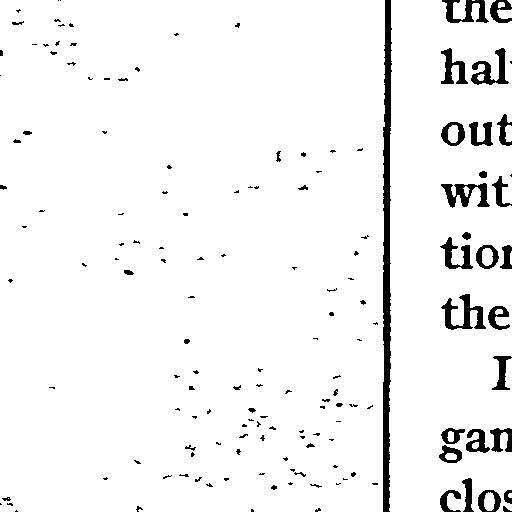 the
hal
out
wit
tion
the
I
gan
clos